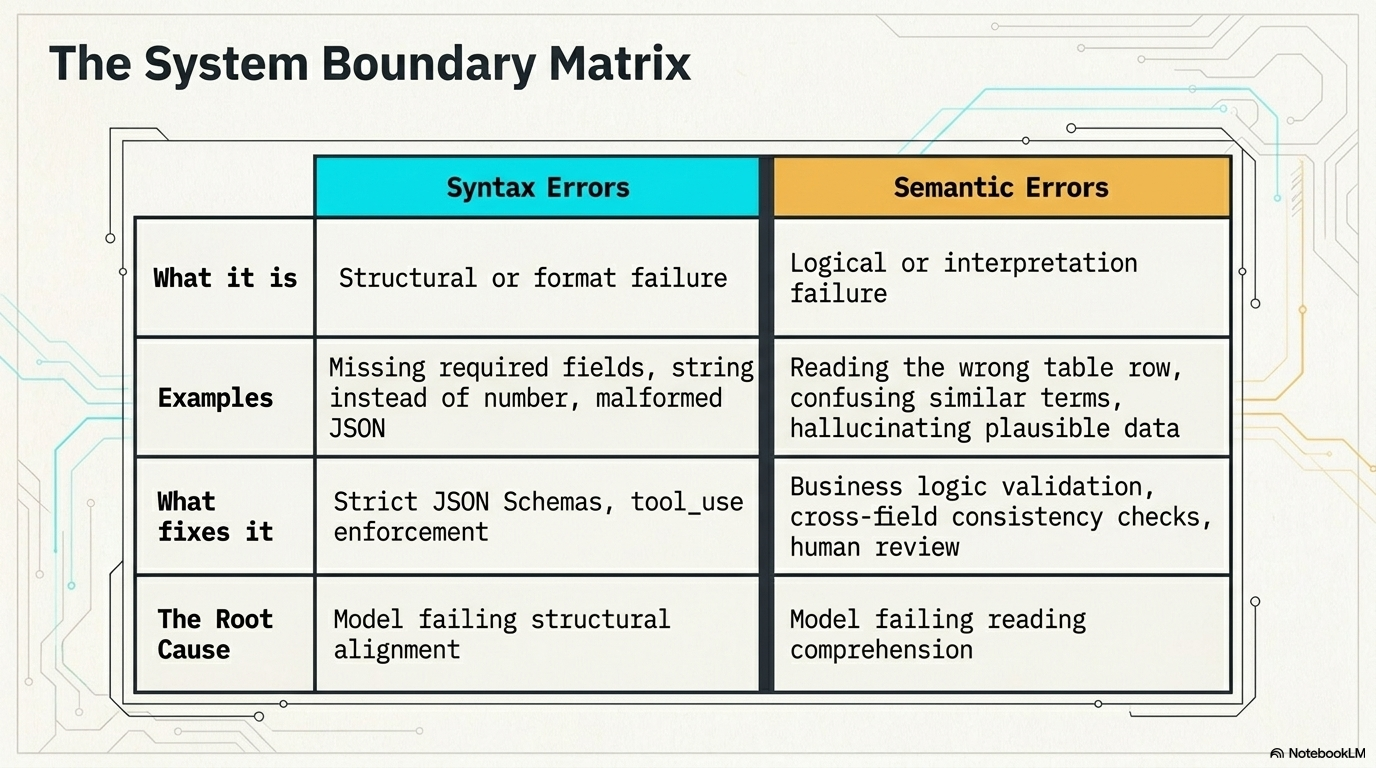 The System Boundary Matrix
Syntax Errors
Semantic Errors
What it is
Structural or format failure
Logical or interpretation
failure
Examples
Missing required fields, string
instead of number, malformed
JSON
Reading the wrong table row,
confusing similar terms,
hallucinating plausible data
What
fixes it
Strict JSON Schemas, tool_use
enforcement
Business logic validation,
cross-field consistency checks,
human review
The Root
Cause
Model failing structural
alignment
Model failing reading
comprehension
NotebookLM